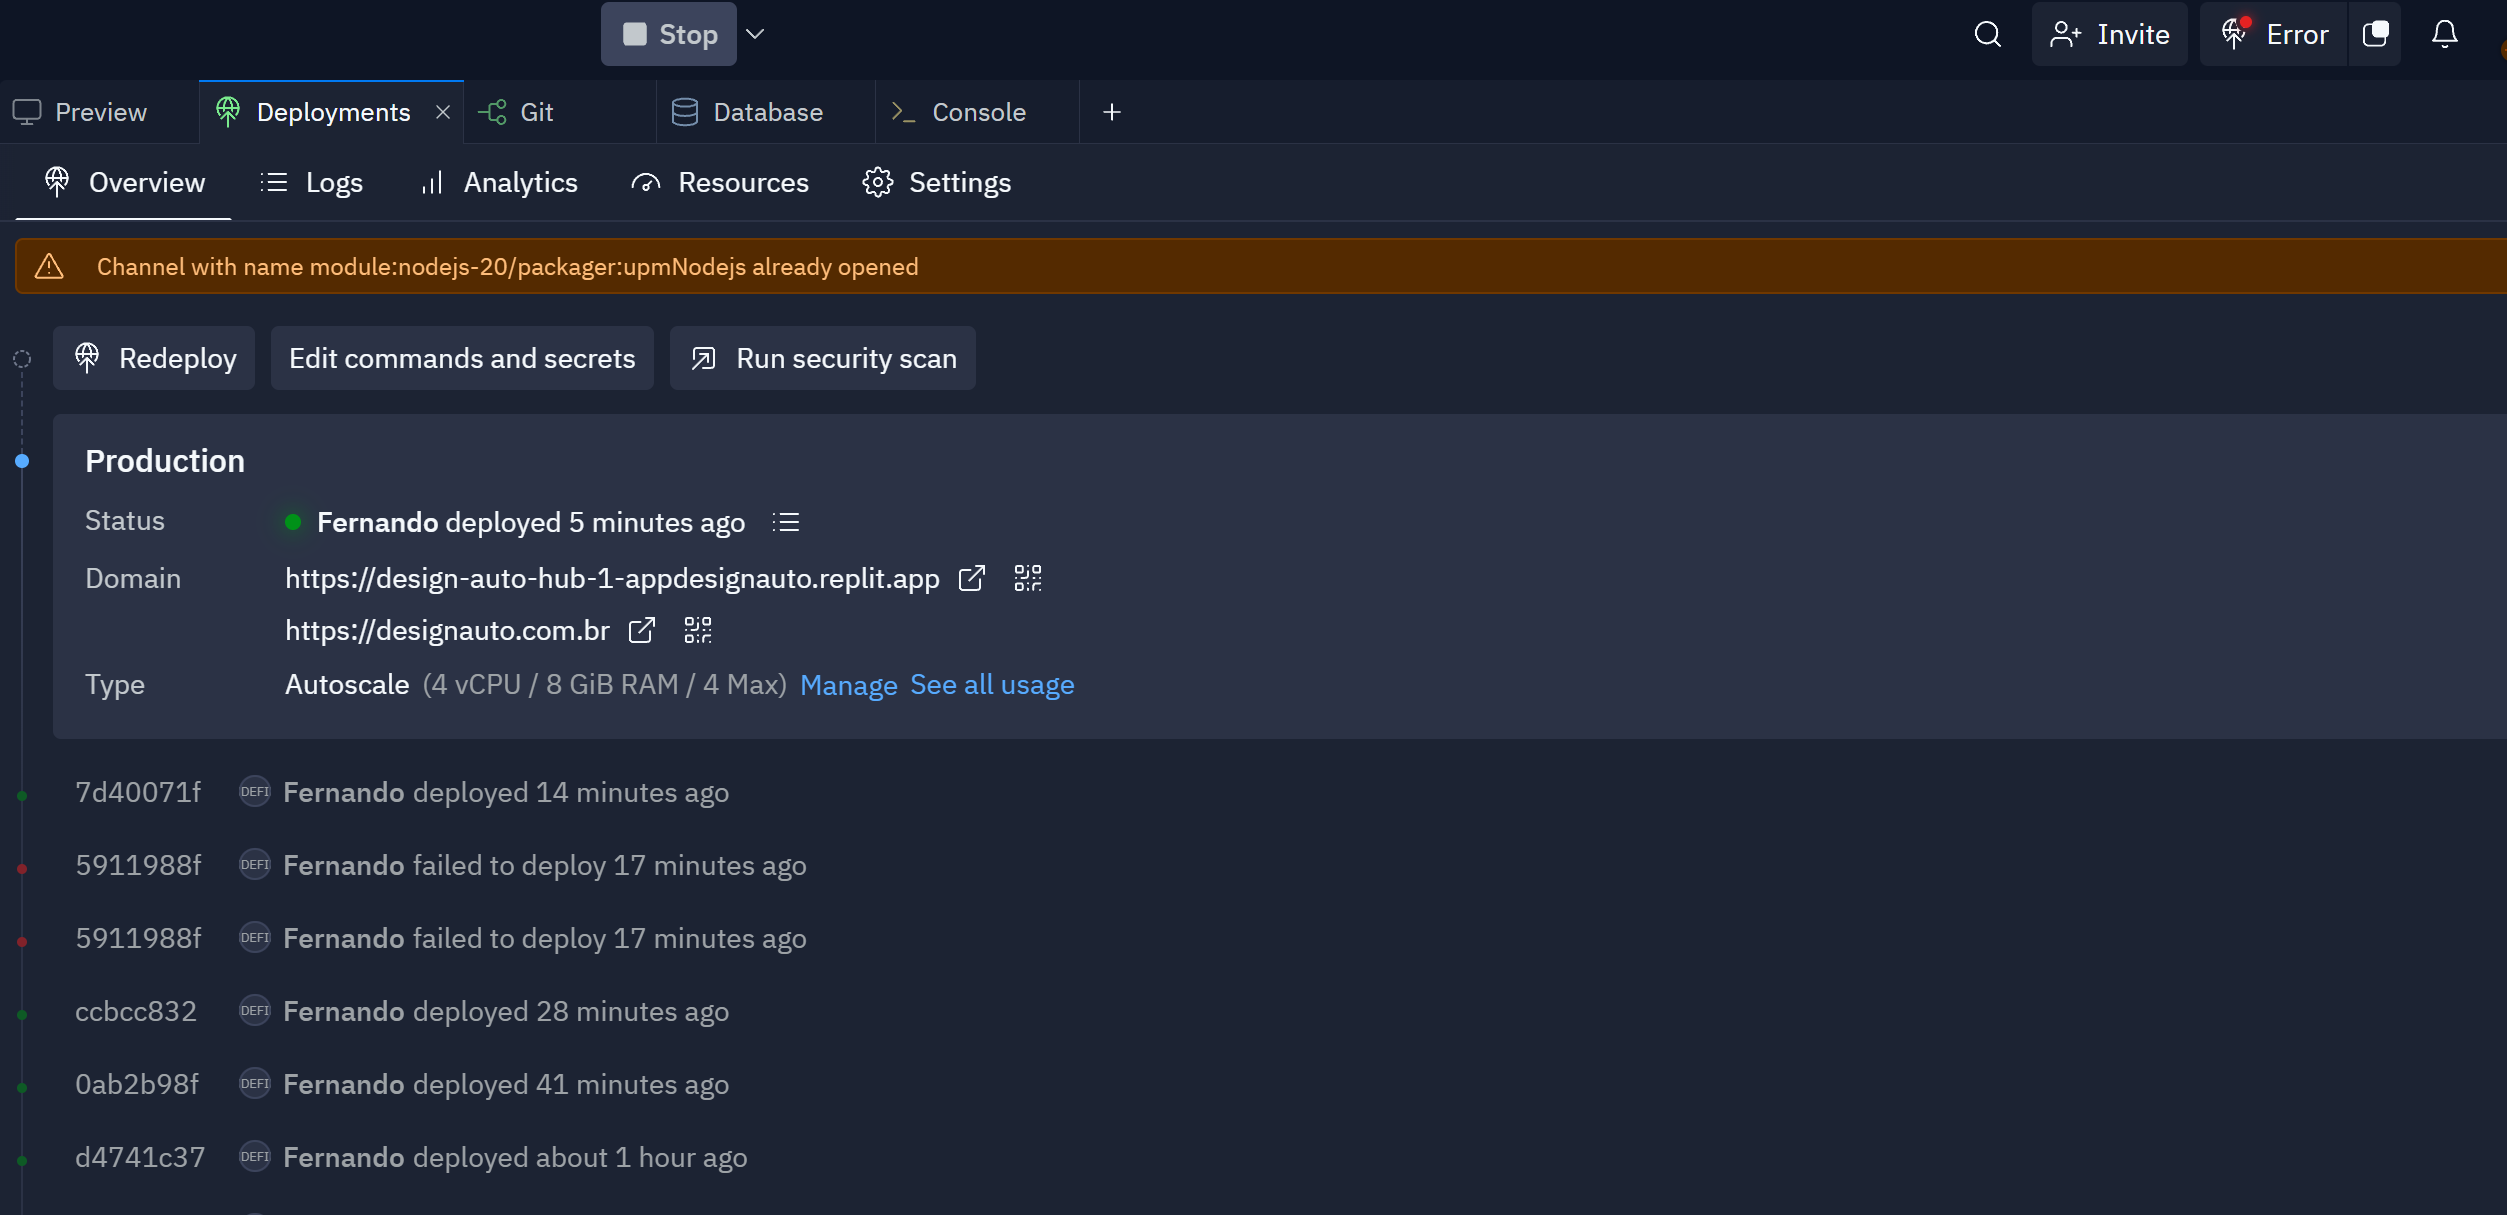 Stop
Invite
Error
Preview
Deployments
Git
Database
Console
Overview
Logs
Analytics
Resources
Settings
Channel with name module:nodejs-20/packager:upmNodejs already opened
Redeploy
Edit commands and secrets
Run security scan
Production
Status
Fernando deployed 5 minutes ago
Domain
https://design-auto-hub-1-appdesignauto.replit.app
https://designauto.com.br
Type
Autoscale (4 vCPU / 8 GiB RAM / 4 Max) Manage See all usage
7d40071f DEFI Fernando deployed 14 minutes ago
5911988f DEFI Fernando failed to deploy 17 minutes ago
5911988f DEFI Fernando failed to deploy 17 minutes ago
ccbcc832 DEFI Fernando deployed 28 minutes ago
0ab2b98f DEFI Fernando deployed 41 minutes ago
d4741c37 DEFI Fernando deployed about 1 hour ago